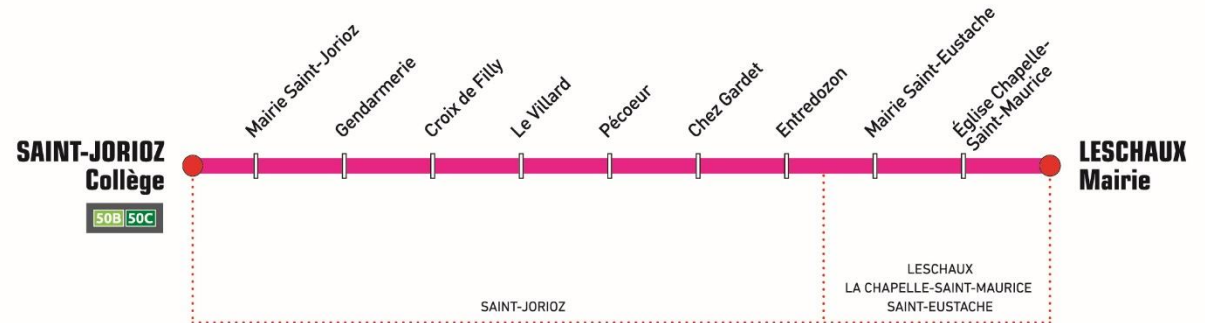 Mairie Saint-Jorioz
Gendarmerie
Croix de Filly
Le Villard
Pécoeur
Chez Gardet
Entredozon
Mairie Saint-Eustache
Église Chapelle-
Saint-Maurice
SAINT-JORIOZ
Collège
50B 50C
LESCHAUX
Mairie
SAINT-JORIOZ
LESCHAUX
LA CHAPELLE-SAINT-MAURICE
SAINT-EUSTACHE